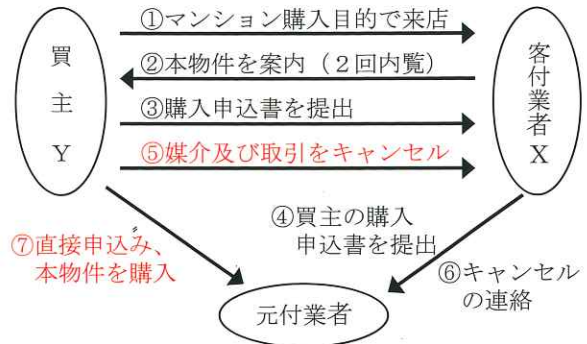 ①マンション購入目的で来店
②本物件を案内（２回内覧）
③購入申込書を提出
⑤媒介及び取引をキャンセル
買主Y
客付業者X
④買主の購入
申込書を提出
⑦直接申込み、
本物件を購入
⑥キャンセル
の連絡
元付業者